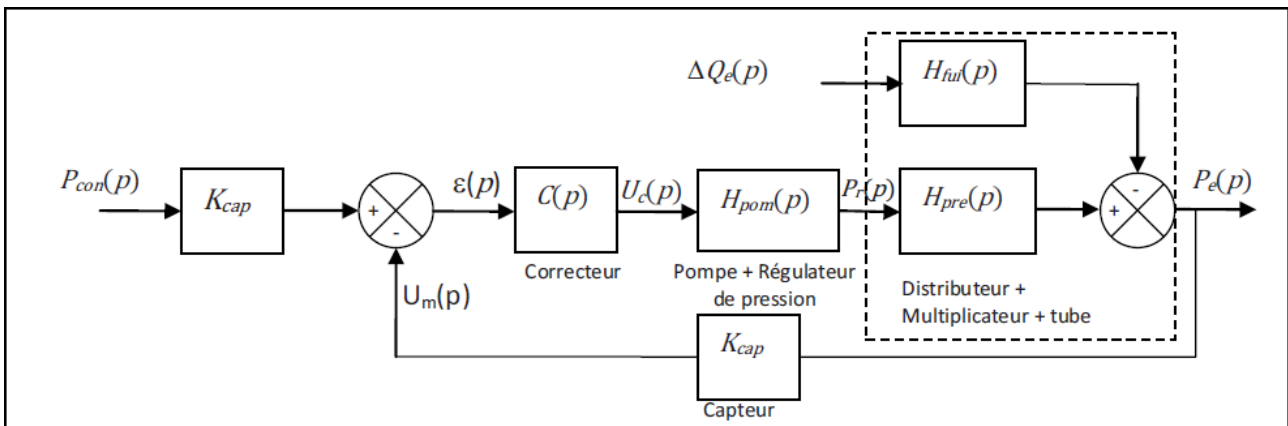 ΔQe(p)
Hfui(p)
Pcon(p)
Kcap
+
-
ε(p)
C(p)
Uc(p)
Hpom(p)
Pr(p)
Hpre(p)
-
+
Pe(p)
Correcteur
Pompe + Régulateur
de pression
Distributeur +
Multiplicateur + tube
Um(p)
Kcap
Capteur